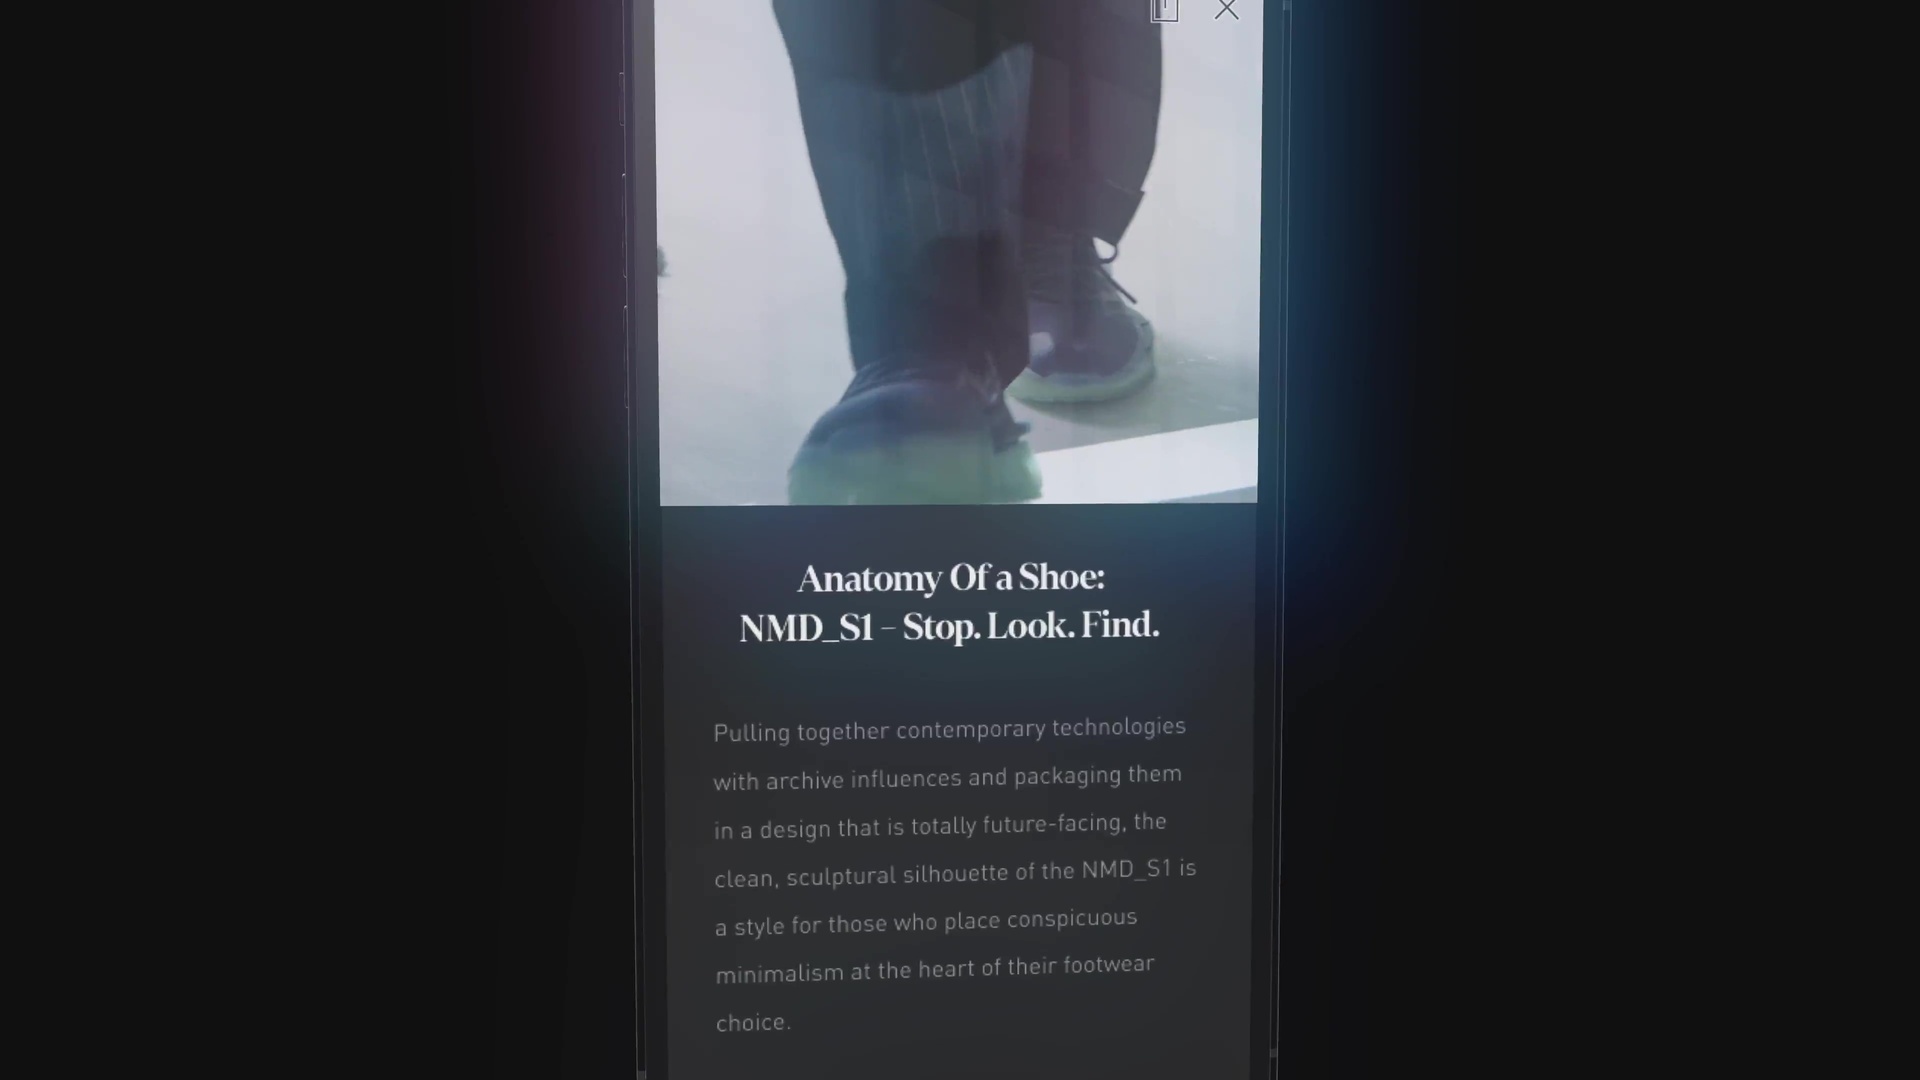 Anatomy Of a Shoe:
NMD_S1 – Stop. Look. Find.
Pulling together contemporary technologies
with archive influences and packaging them
in a design that is totally future-facing, the
clean, sculptural silhouette of the NMD_S1 is
a style for those who place conspicuous
minimalism at the heart of their footwear
choice.